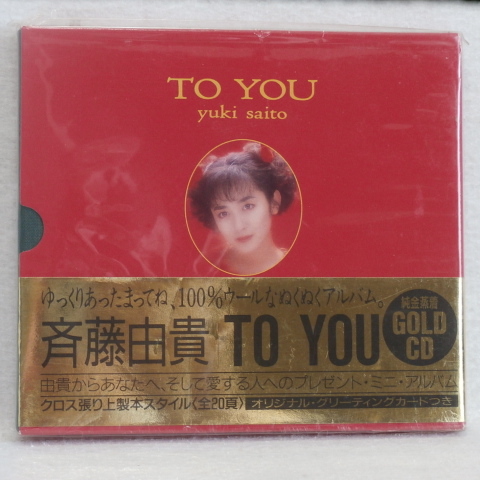 TO YOU
yuki saito
ゆっくりあったまってね、100%ウールなぬくぬくアルバム。
斉藤由貴 TO YOU
純金蒸着
GOLD
CD
由貴からあなたへ、そして愛する人へのプレゼント・ミニ・アルバム
クロス張り上製本スタイル〈全20頁〉 オリジナル・グリーティングカードつき